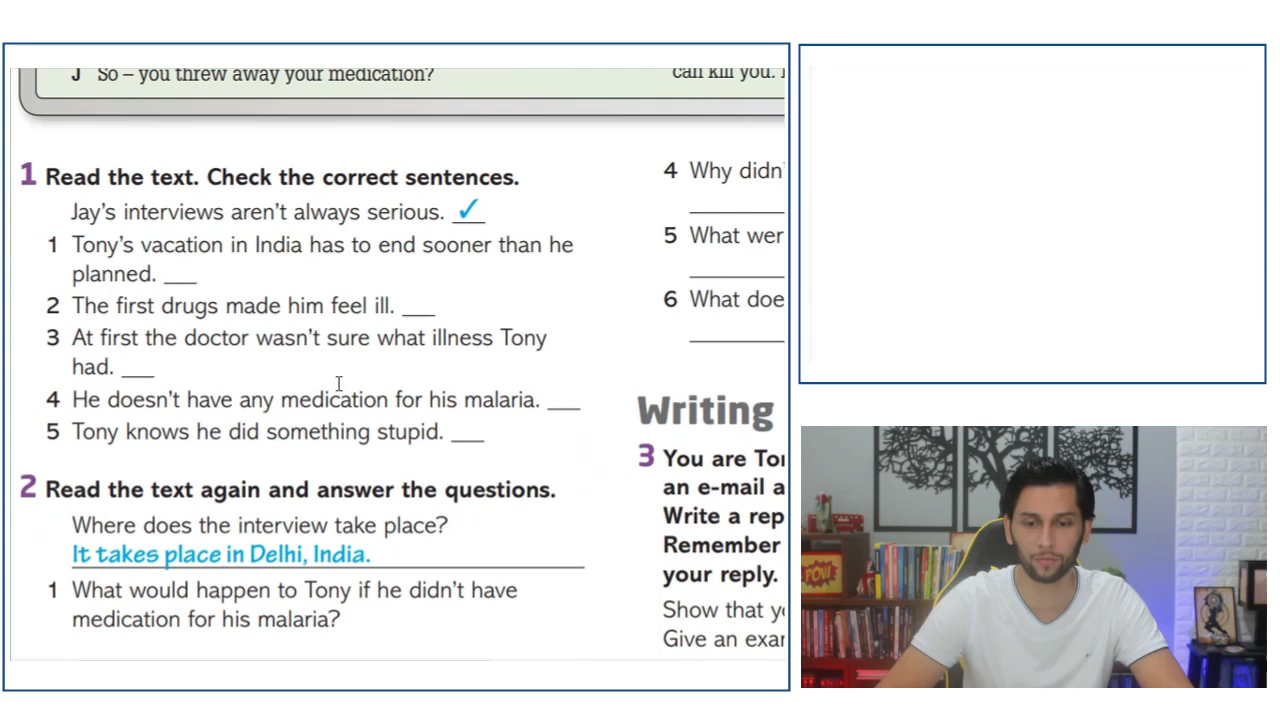 J So – you threw away your medication?
can kill you.
1 Read the text. Check the correct sentences.
Jay's interviews aren't always serious. ✓
1 Tony's vacation in India has to end sooner than he
planned. ___
2 The first drugs made him feel ill. ___
3 At first the doctor wasn't sure what illness Tony
had. ___
4 He doesn't have any medication for his malaria. ___
5 Tony knows he did something stupid. ___
2 Read the text again and answer the questions.
Where does the interview take place?
It takes place in Delhi, India.
1 What would happen to Tony if he didn't have
medication for his malaria?
4 Why didn'
5 What wer
6 What doe
Writing
3 You are To
an e-mail a
Write a rep
Remember
your reply.
Show that y
Give an exa
POW!